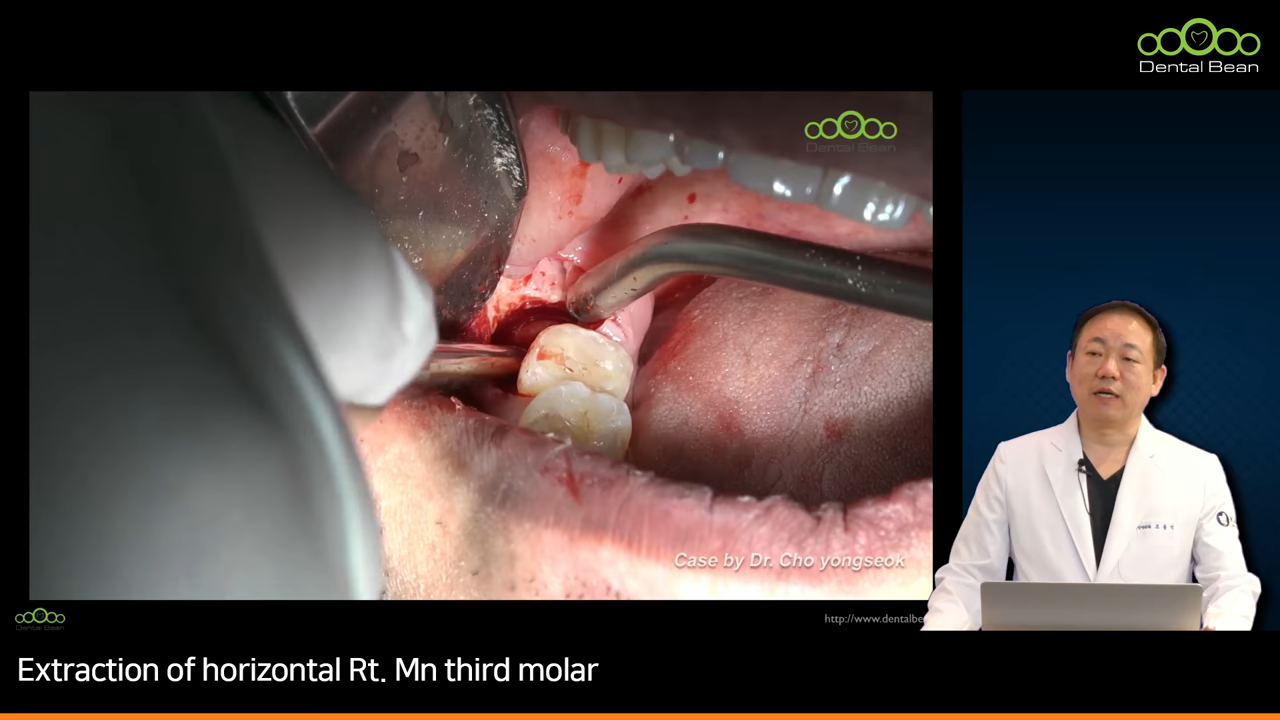 Dental Bean
Dental Bean
Case by Dr. Cho yongseok
Dental Bean
http://www.dentalbe
Extraction of horizontal Rt. Mn third molar